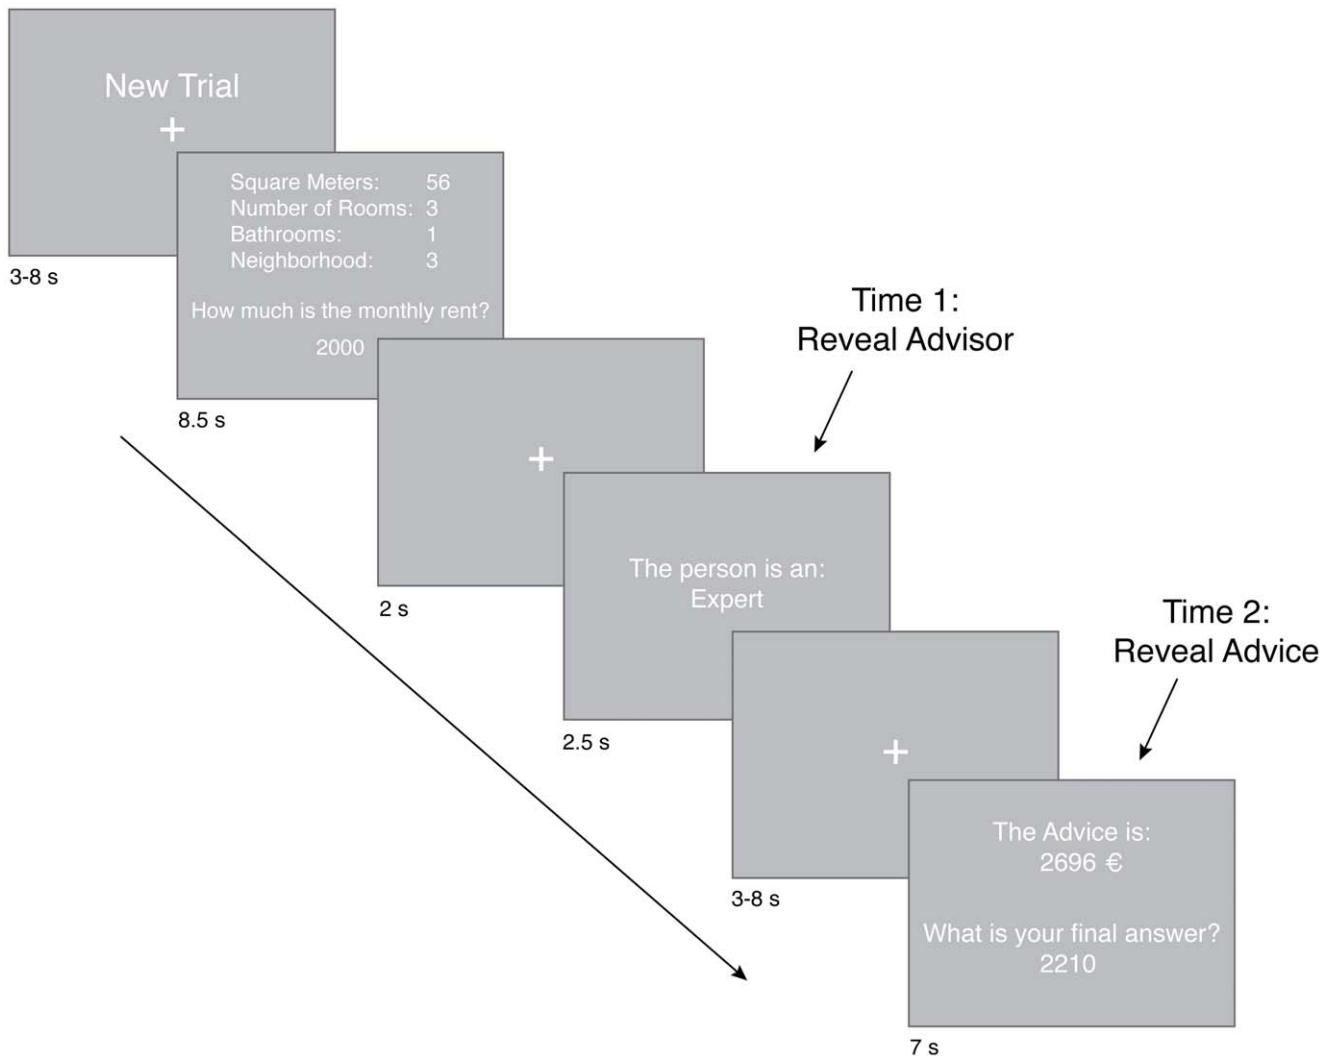 New Trial
+
3-8 s
Square Meters: 56
Number of Rooms: 3
Bathrooms: 1
Neighborhood: 3
How much is the monthly rent?
2000
8.5 s
+
2 s
Time 1:
Reveal Advisor
The person is an:
Expert
2.5 s
+
3-8 s
Time 2:
Reveal Advice
The Advice is:
2696 €
What is your final answer?
2210
7 s